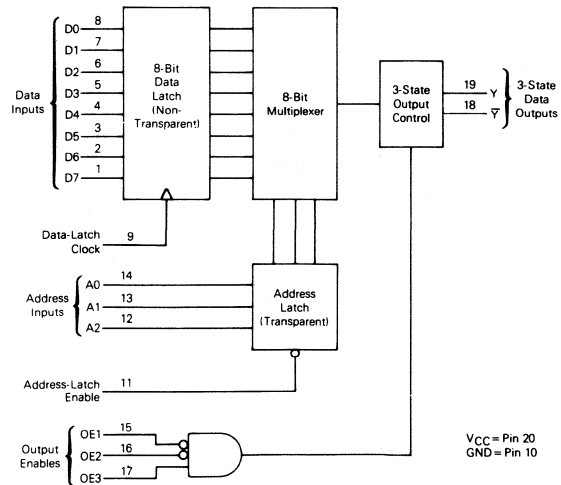 Data
Inputs
D0 8
D1 7
D2 6
D3 5
D4 4
D5 3
D6 2
D7 1
8-Bit
Data
Latch
(Non-
Transparent)
8-Bit
Multiplexer
3-State
Output
Control
19 Y
18 Y̅
3-State
Data
Outputs
Data-Latch
Clock
9
Address
Inputs
A0 14
A1 13
A2 12
Address
Latch
(Transparent)
Address-Latch
Enable
11
Output
Enables
OE1 15
OE2 16
OE3 17
VCC = Pin 20
GND = Pin 10